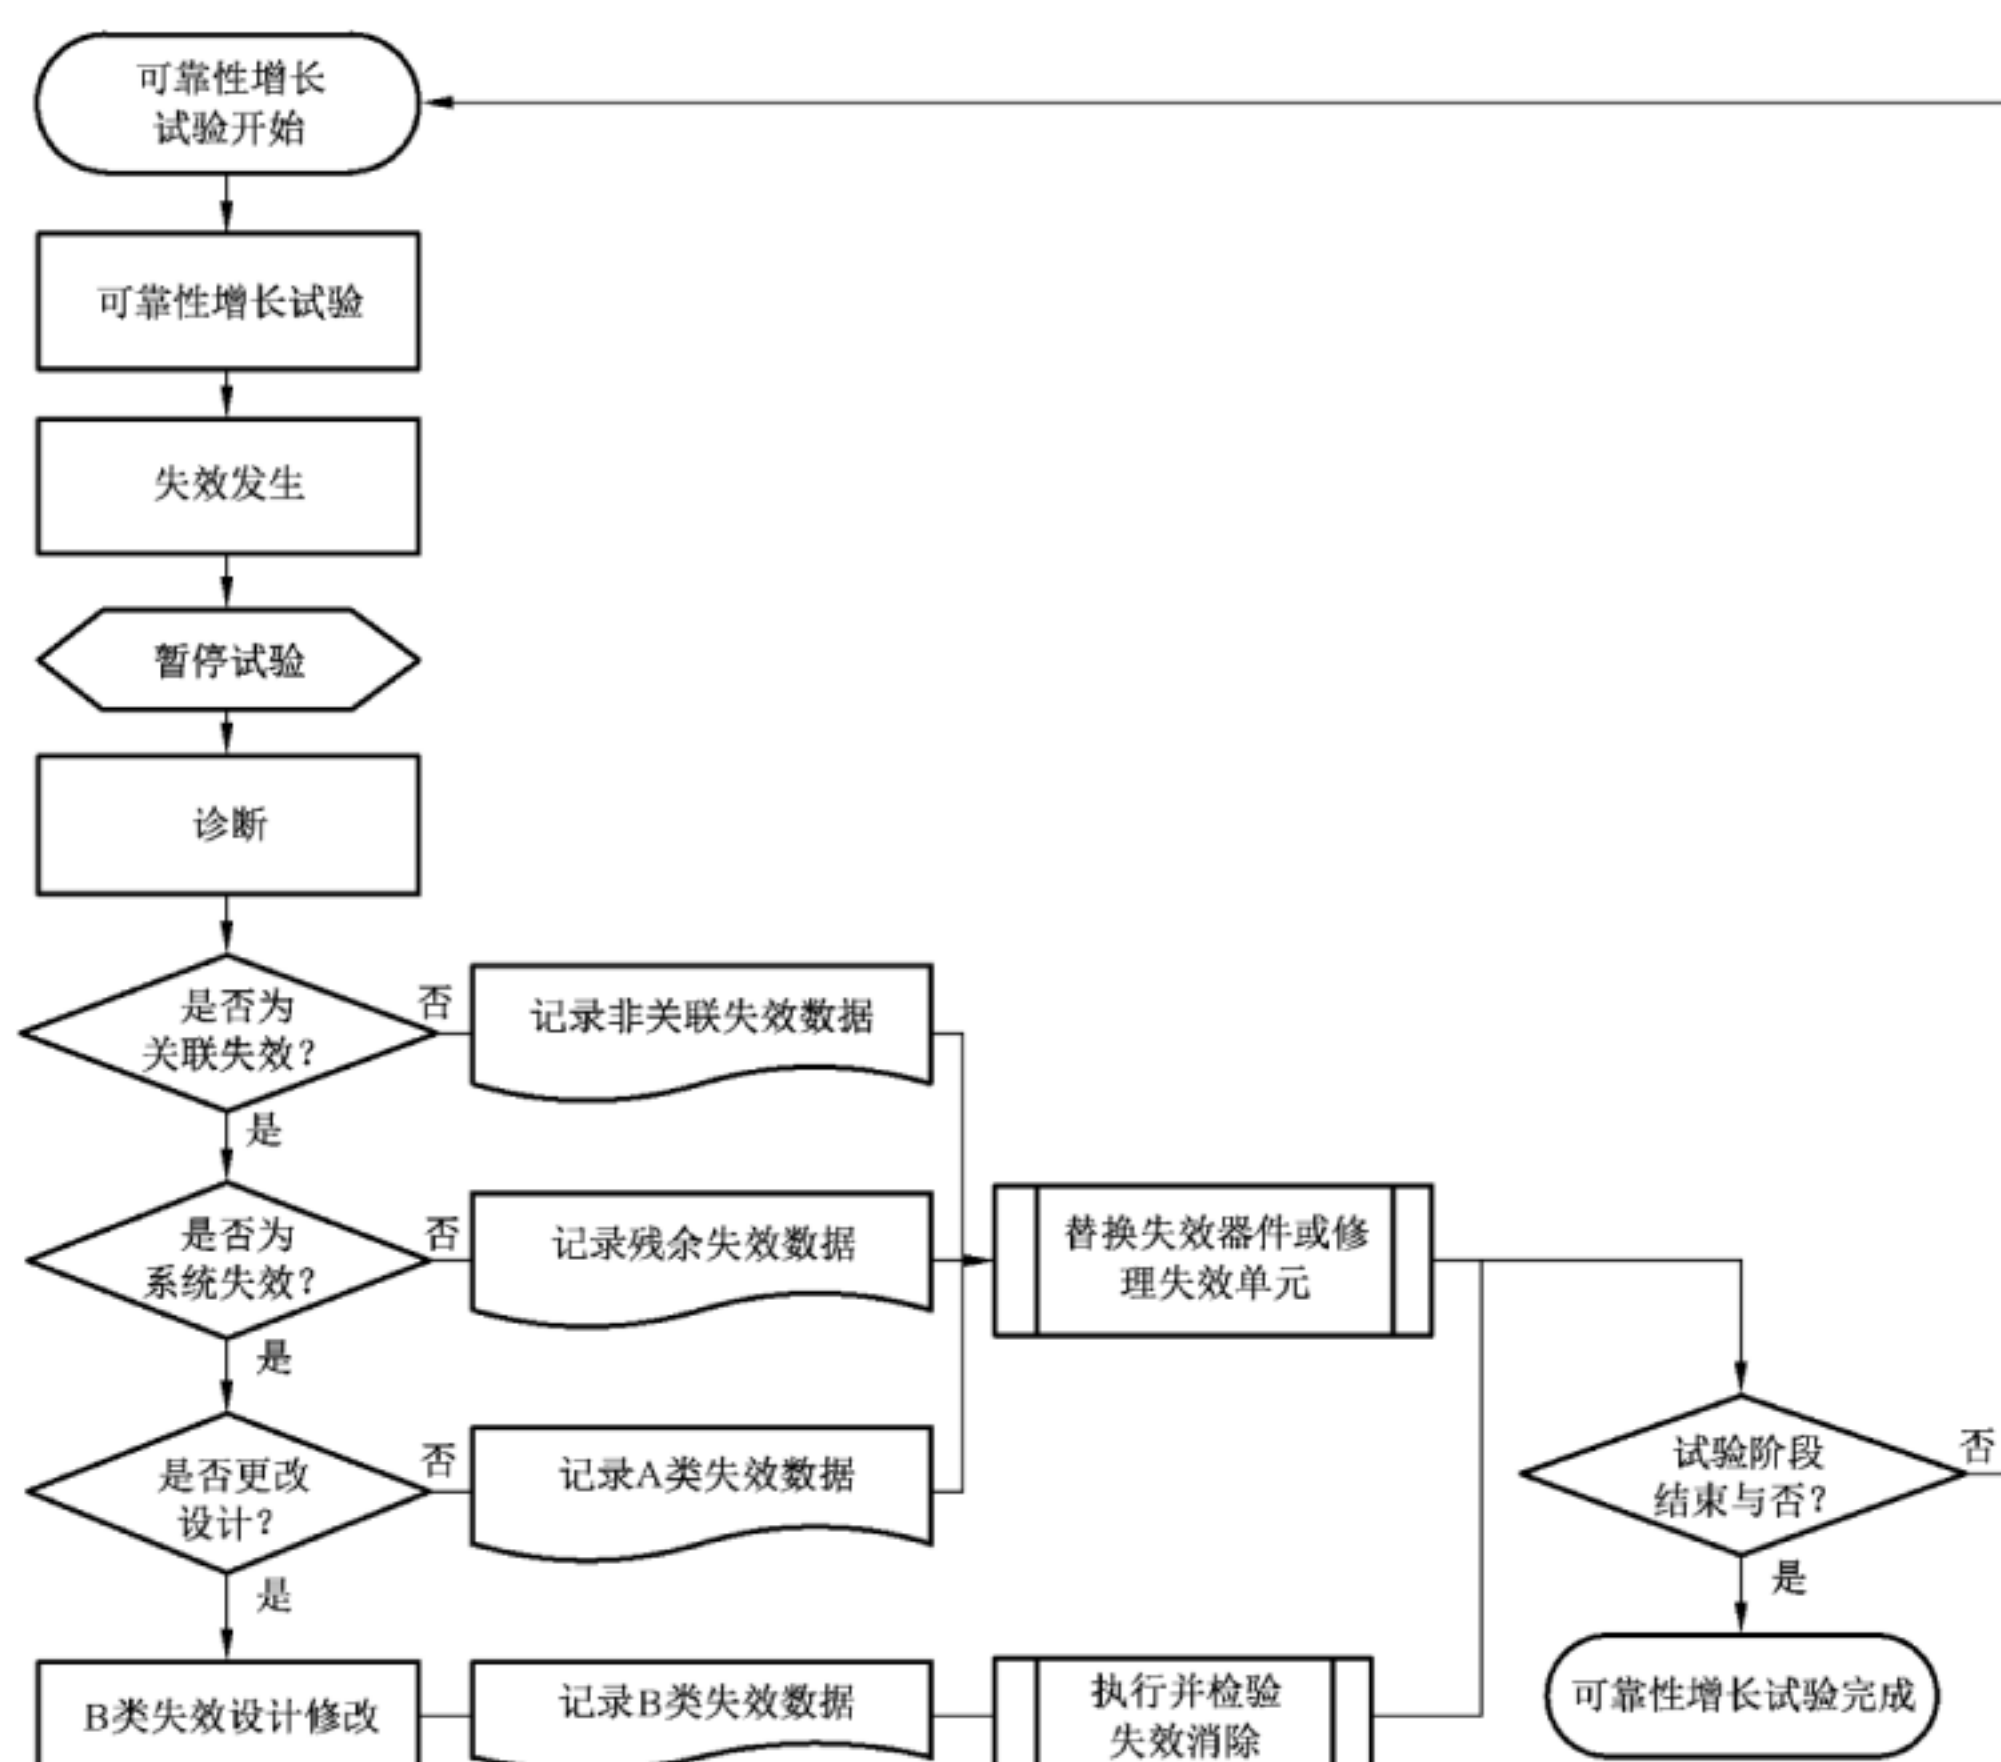 可靠性增长
试验开始
可靠性增长试验
失效发生
暂停试验
诊断
是否为
关联失效?
否
记录非关联失效数据
是
是否为
系统失效?
否
记录残余失效数据
替换失效器件或修
理失效单元
是
是否更改
设计?
否
记录A类失效数据
试验阶段
结束与否?
否
是
是
B类失效设计修改
记录B类失效数据
执行并检验
失效消除
可靠性增长试验完成